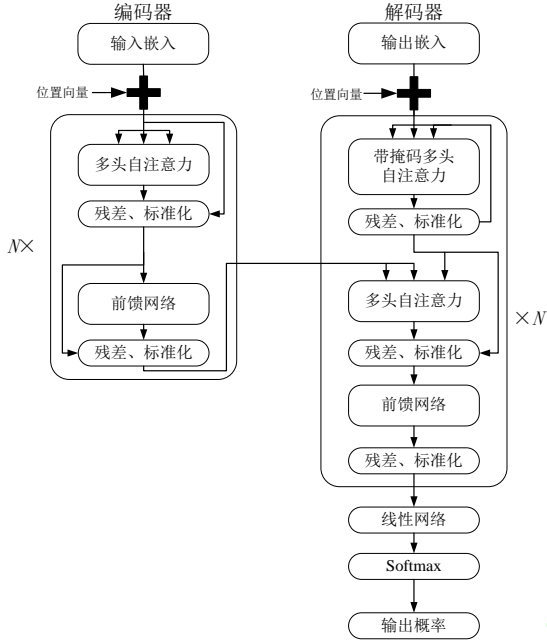 编码器
输入嵌入
位置向量
多头自注意力
残差、标准化
N×
前馈网络
残差、标准化
解码器
输出嵌入
位置向量
带掩码多头
自注意力
残差、标准化
多头自注意力
×N
残差、标准化
前馈网络
残差、标准化
线性网络
Softmax
输出概率